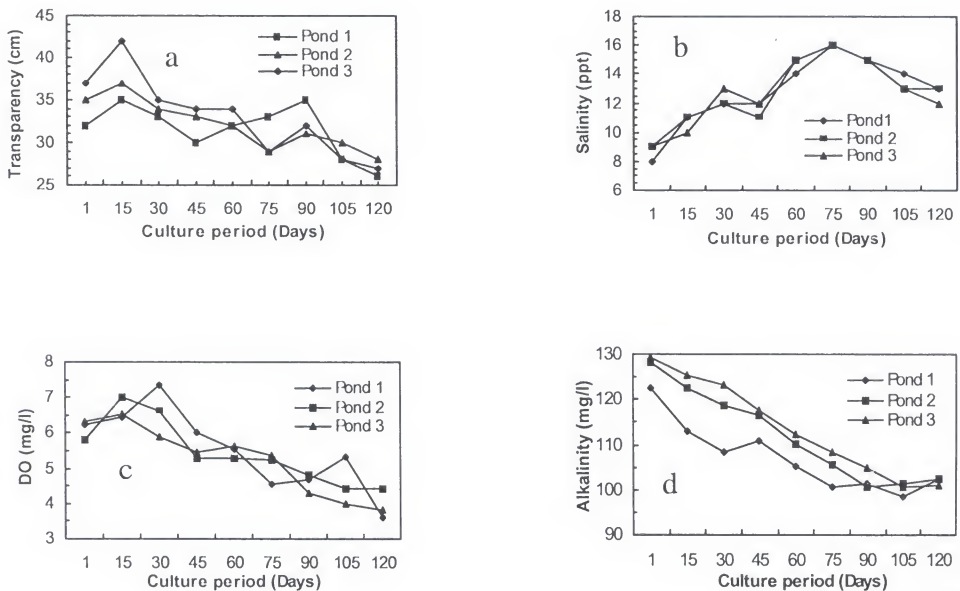 Transparency (cm)
45
40
35
30
25
a
Pond 1
Pond 2
Pond 3
1 15 30 45 60 75 90 105 120
Culture period (Days)
Salinity (ppt)
18
16
14
12
10
8
6
b
Pond1
Pond 2
Pond 3
1 15 30 45 60 75 90 105 120
Culture period (Days)
DO (mg/l)
8
7
6
5
4
3
c
Pond 1
Pond 2
Pond 3
1 15 30 45 60 75 90 105 120
Culture period (Days)
Alkalinity (mg/l)
130
120
110
100
90
d
Pond 1
Pond 2
Pond 3
1 15 30 45 60 75 90 105 120
Culture period (Days)